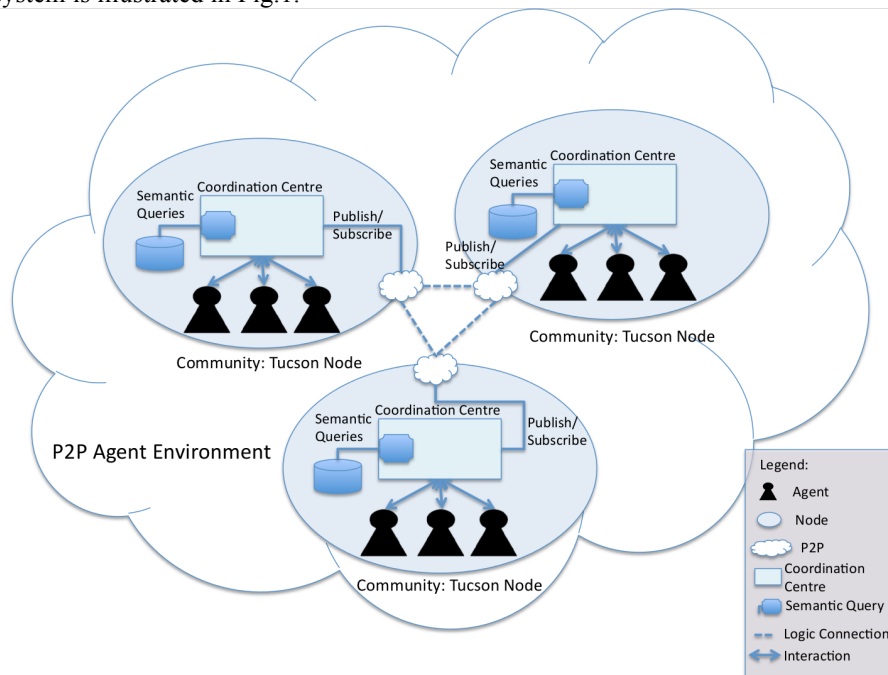 system is illustrated in Fig.1.
Coordination Centre
Semantic
Queries
Publish/
Subscribe
Community: Tucson Node
Coordination Centre
Semantic
Queries
Publish/
Subscribe
Community: Tucson Node
Coordination Centre
Semantic
Queries
Publish/
Subscribe
Community: Tucson Node
P2P Agent Environment
Legend:
Agent
Node
P2P
Coordination
Centre
Semantic Query
Logic Connection
Interaction